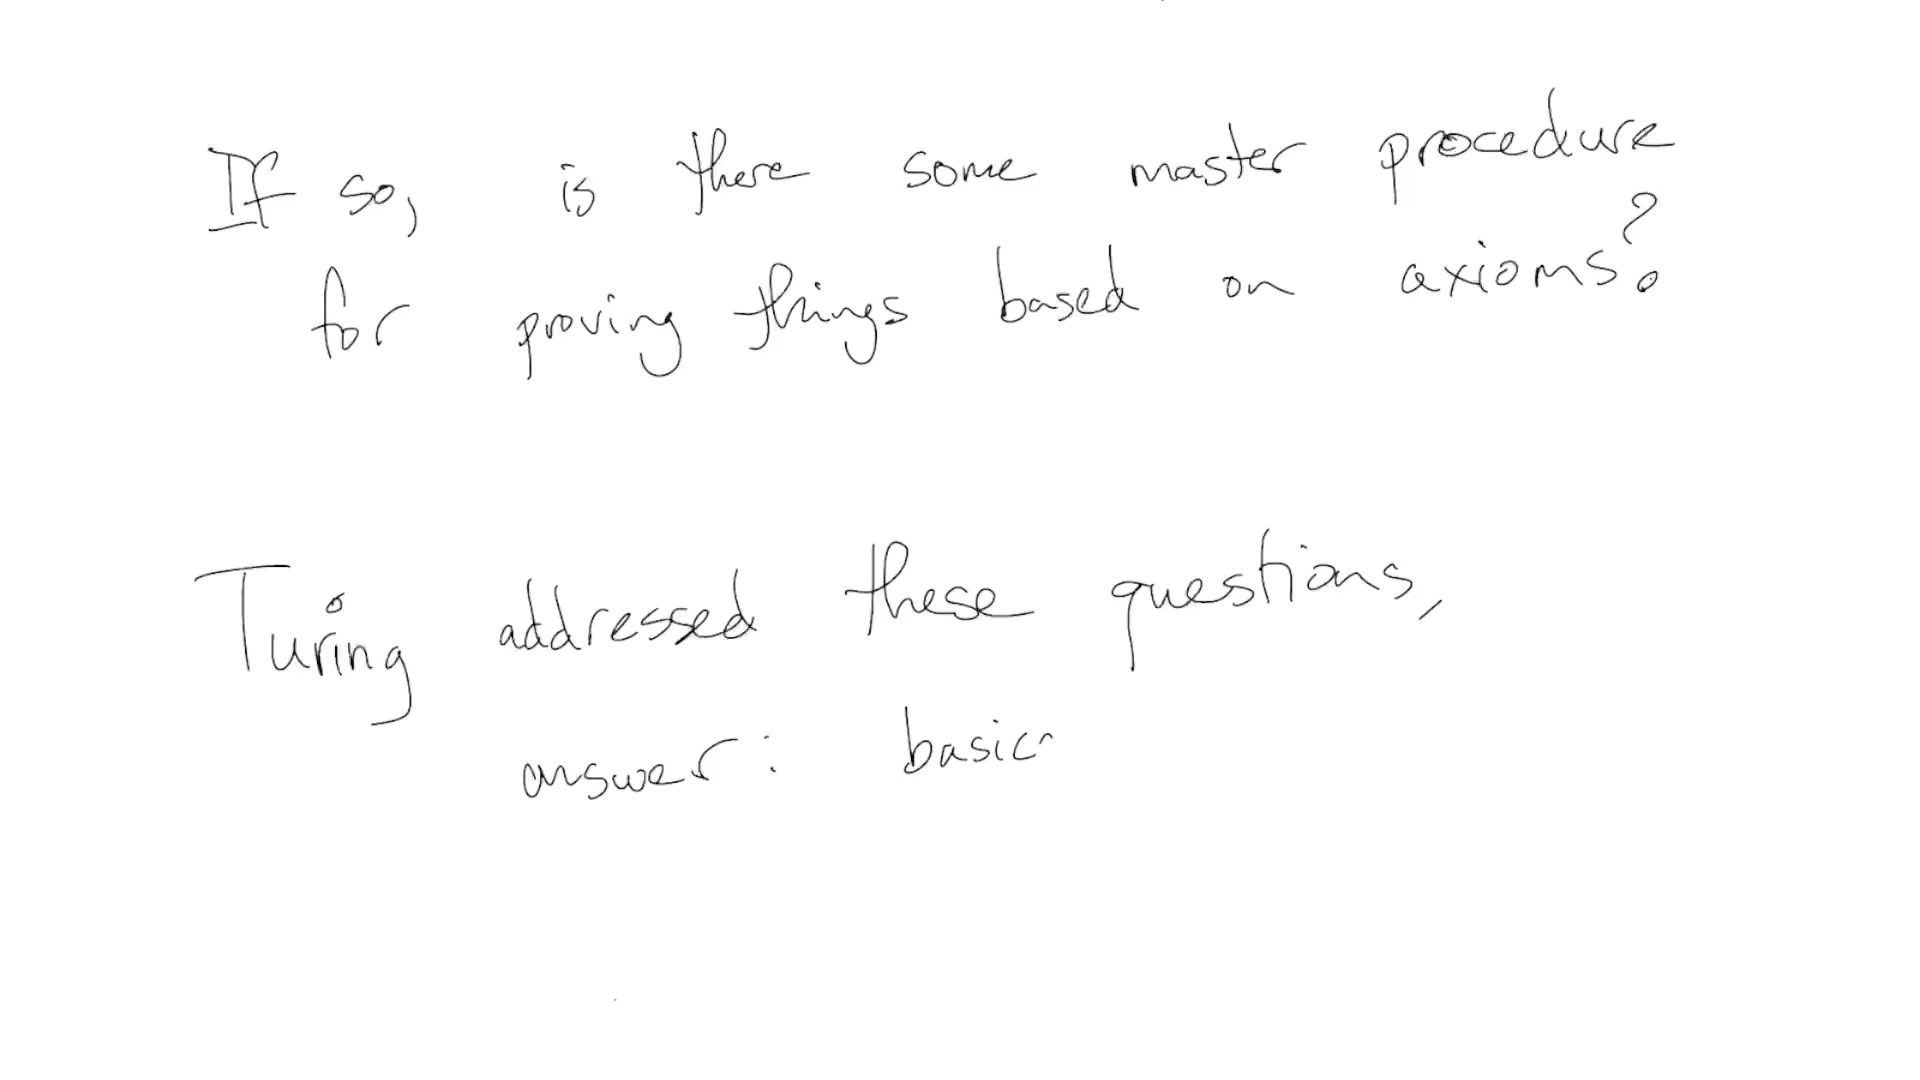 If so, is there some master procedure
for proving things based on axioms?
Turing addressed these questions,
answer: basic